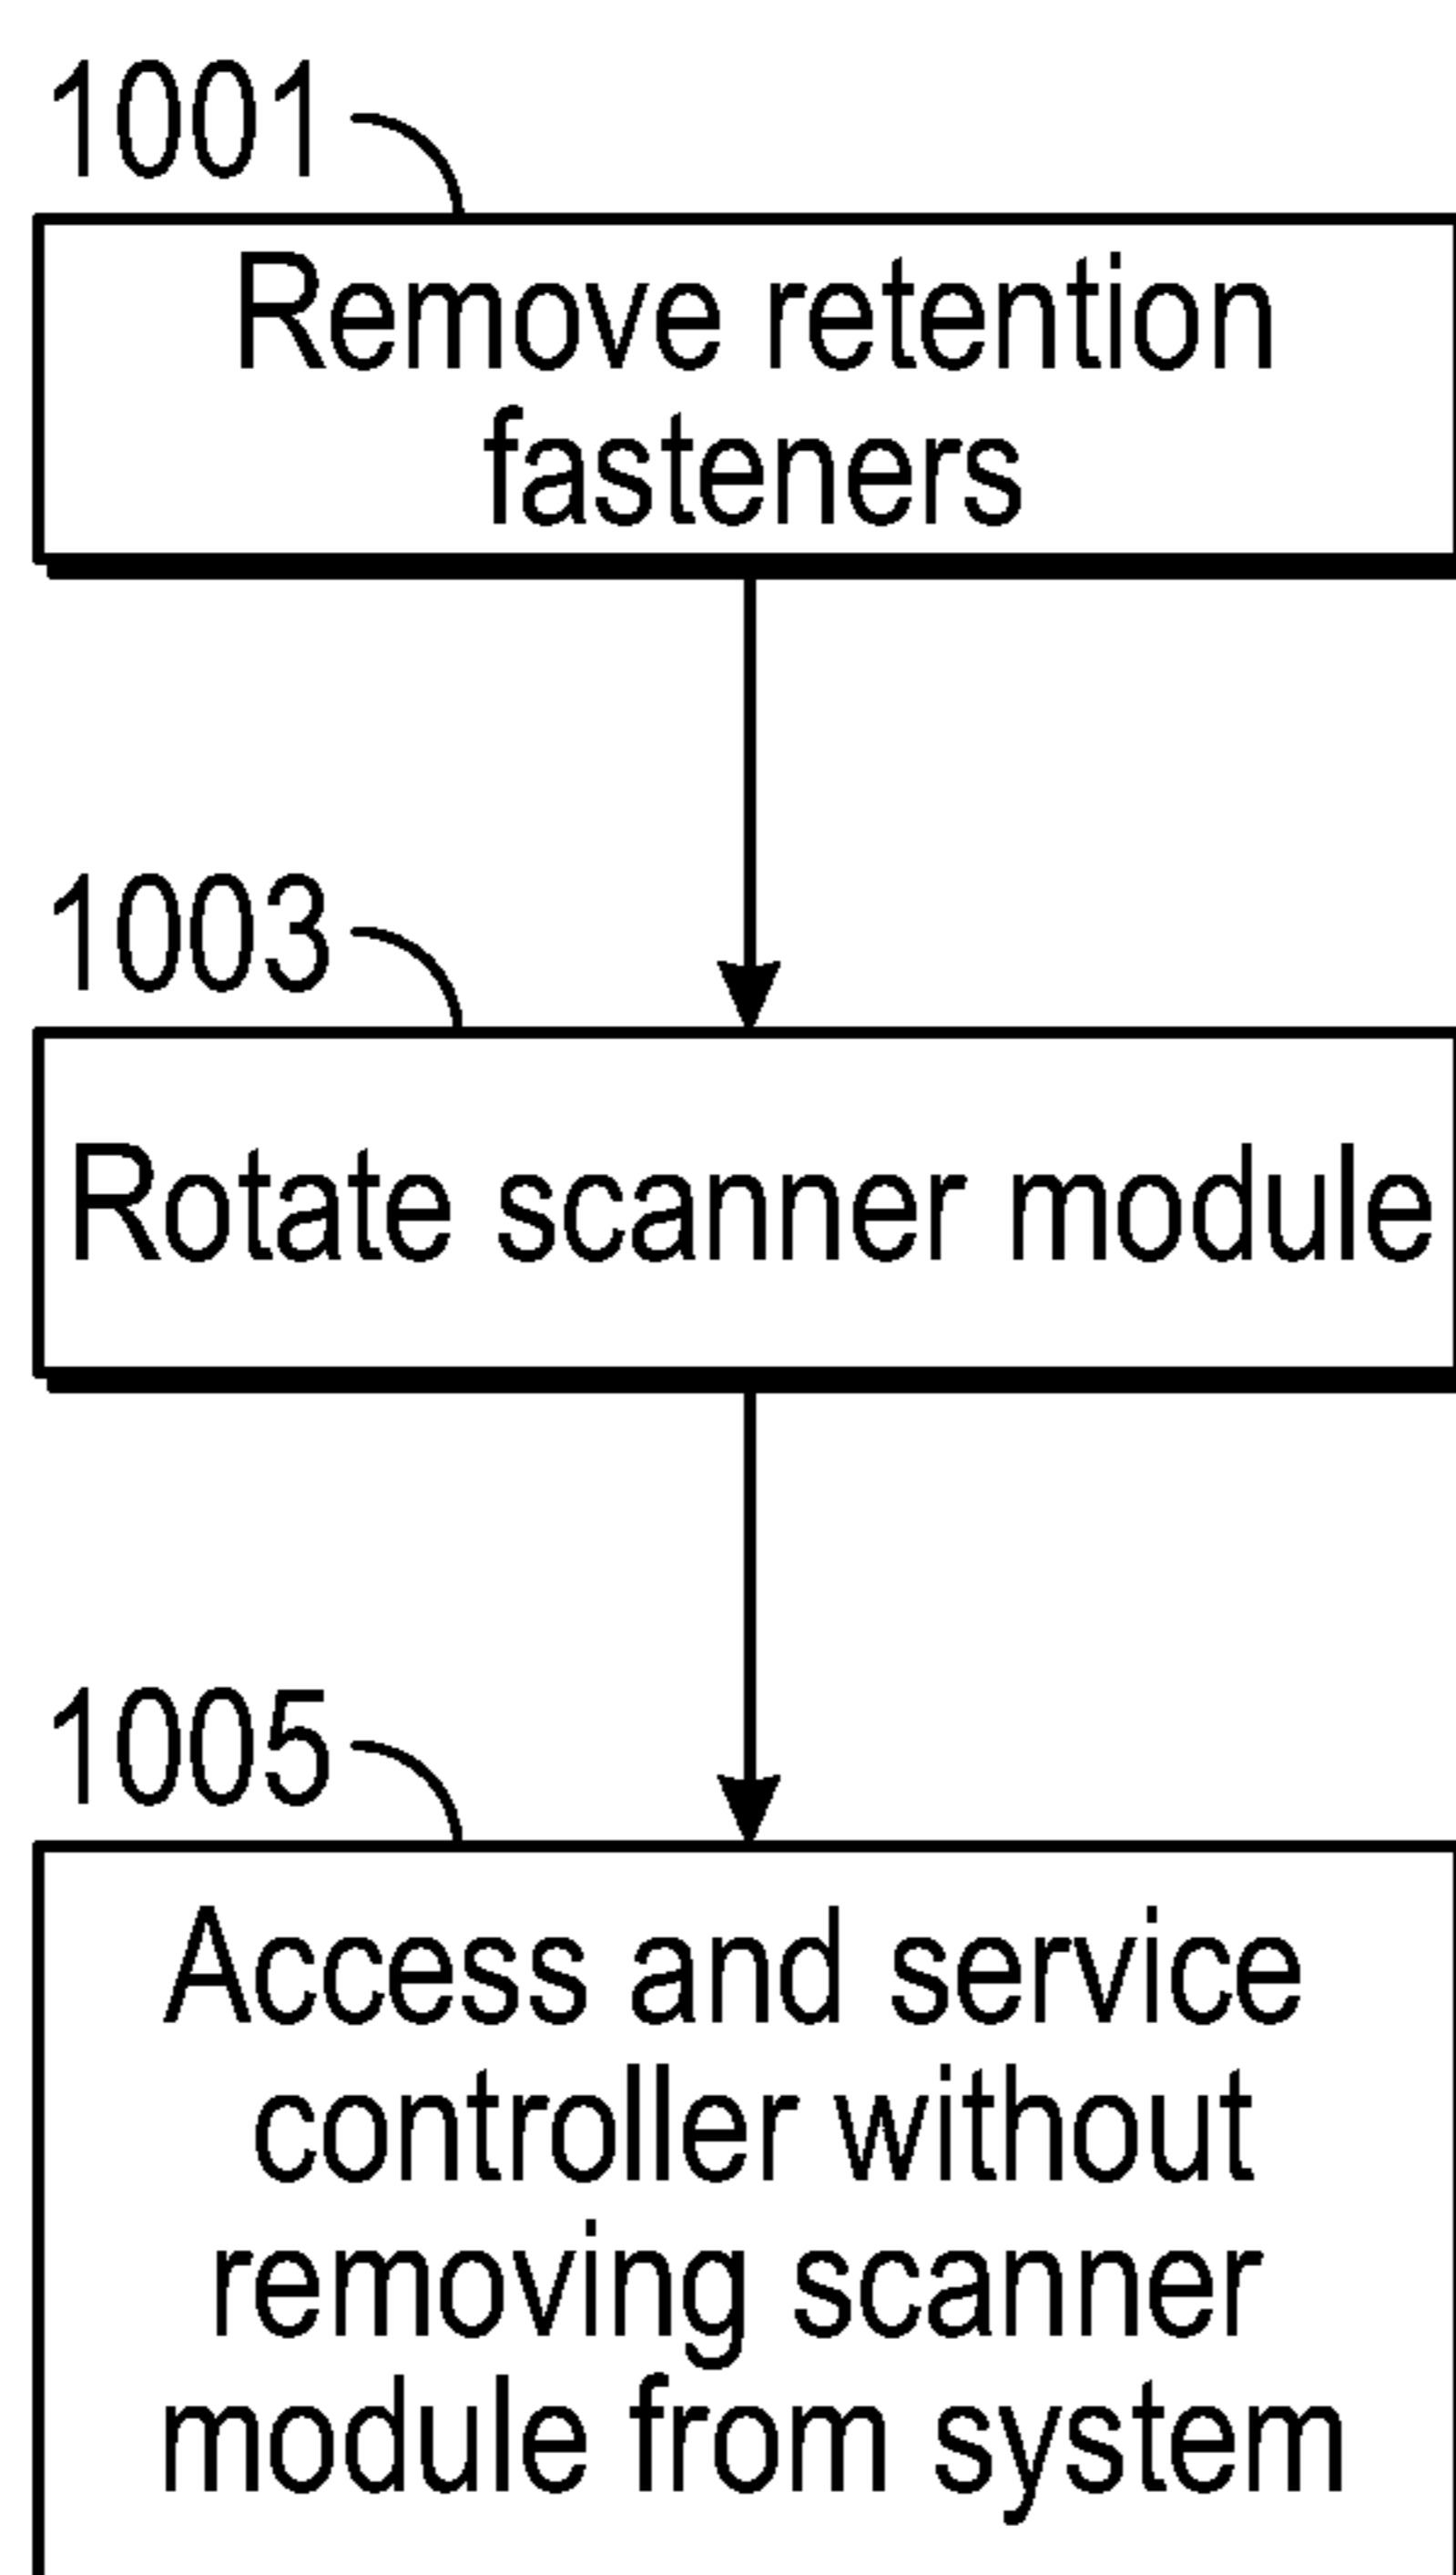 1001
Remove retention
fasteners
1003
Rotate scanner module
1005
Access and service
controller without
removing scanner
module from system